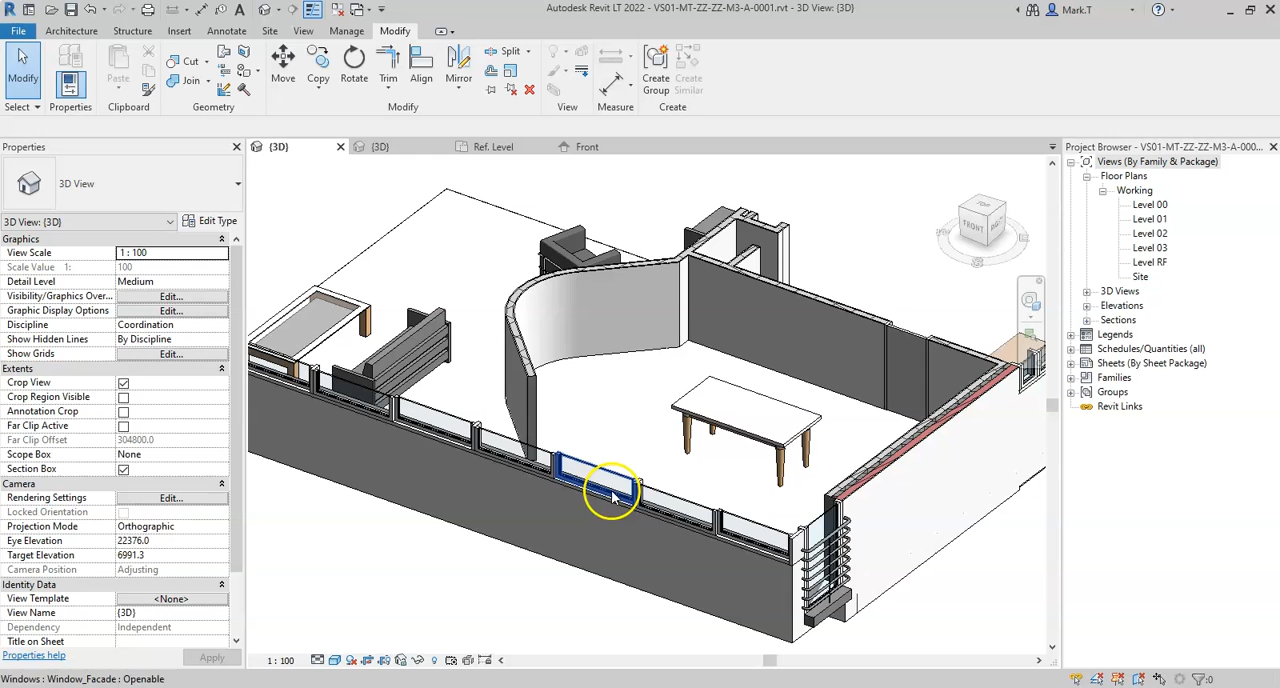 Autodesk Revit LT 2022 - VS01-MT-ZZ-ZZ-M3-A-0001.rvt - 3D View: {3D}
Mark.T
File
Architecture
Structure
Insert
Annotate
Site
View
Manage
Modify
Modify
Select
Properties
Paste
Clipboard
Cut
Join
Geometry
Move
Copy
Rotate
Trim
Align
Mirror
Split
Modify
View
Measure
Create Group
Create Similar
Create
Properties
{3D}
{3D}
Ref. Level
Front
Project Browser - VS01-MT-ZZ-ZZ-M3-A-000...
3D View
3D View: {3D}
Edit Type
Graphics
View Scale 1 : 100
Scale Value 1: 100
Detail Level Medium
Visibility/Graphics Over... Edit...
Graphic Display Options Edit...
Discipline Coordination
Show Hidden Lines By Discipline
Show Grids Edit...
Extents
Crop View
Crop Region Visible
Annotation Crop
Far Clip Active
Far Clip Offset 304800.0
Scope Box None
Section Box
Camera
Rendering Settings Edit...
Locked Orientation
Projection Mode Orthographic
Eye Elevation 22376.0
Target Elevation 6991.3
Camera Position Adjusting
Identity Data
View Template <None>
View Name {3D}
Dependency Independent
Title on Sheet
Properties help
Apply
TOP
FRONT
Views (By Family & Package)
Floor Plans
Working
Level 00
Level 01
Level 02
Level 03
Level RF
Site
3D Views
Elevations
Sections
Legends
Schedules/Quantities (all)
Sheets (By Sheet Package)
Families
Groups
Revit Links
1 : 100
Windows : Window_Facade : Openable
:0